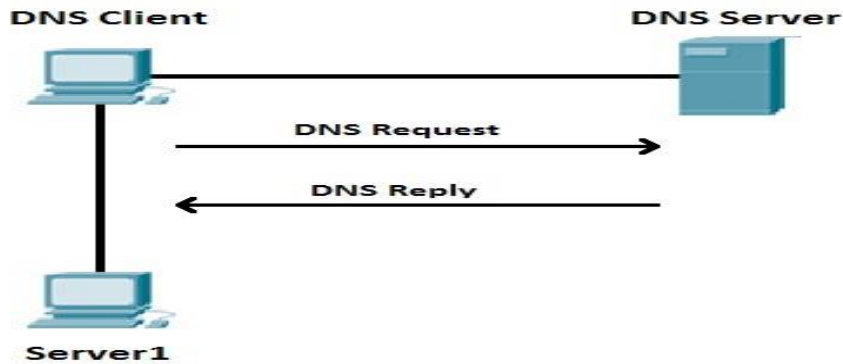 DNS Client
DNS Server
DNS Request
DNS Reply
Server1